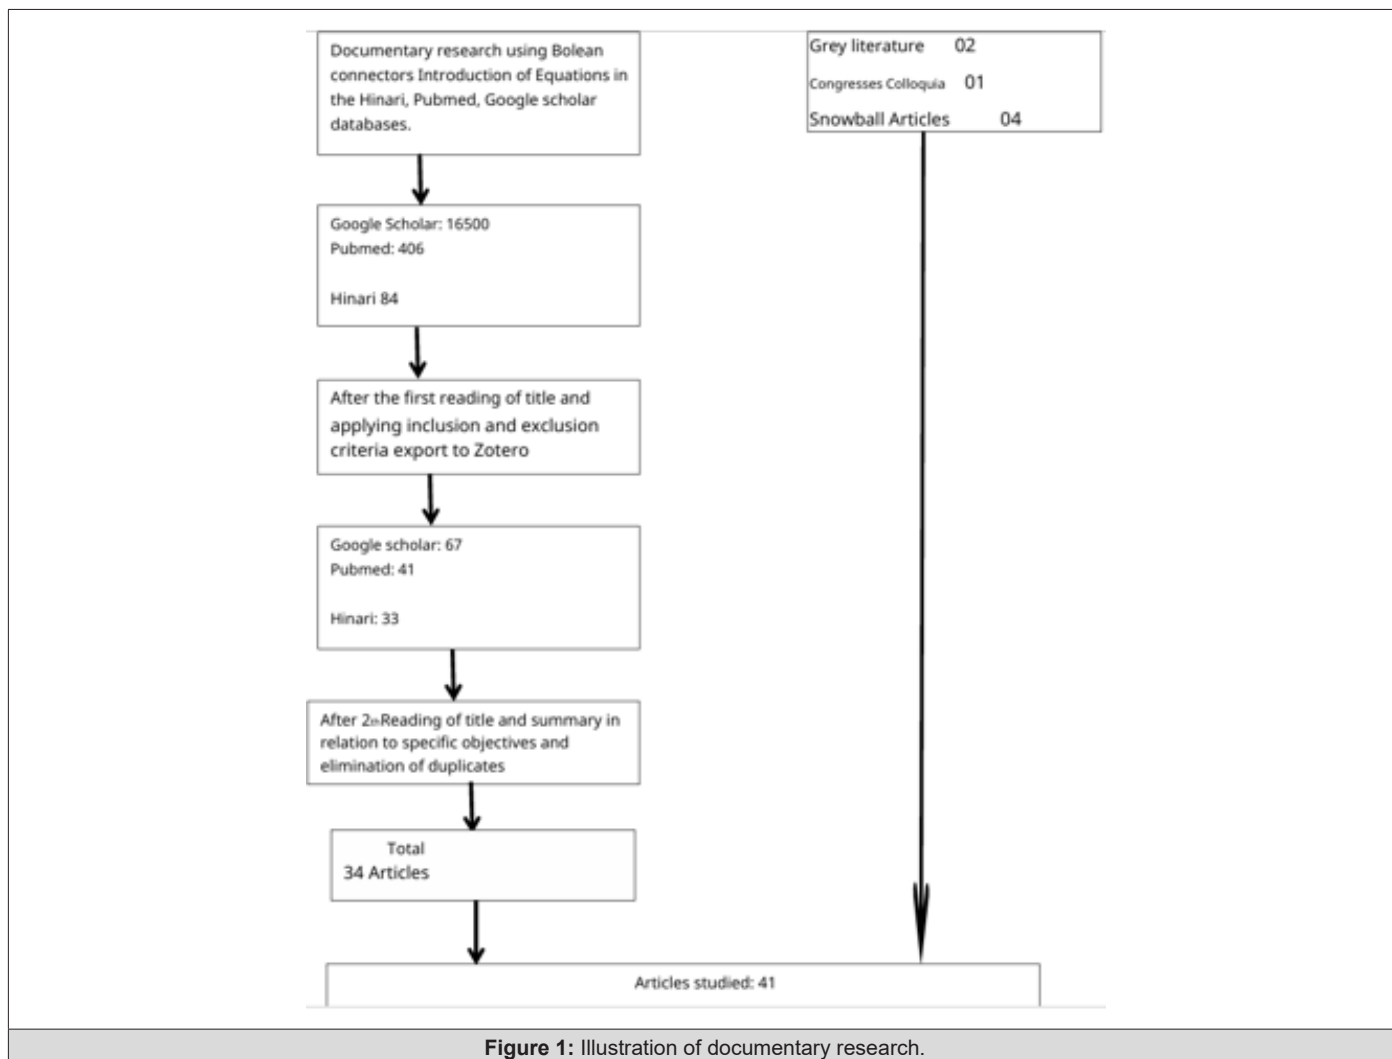 Documentary research using Bolean
connectors Introduction of Equations in
the Hinari, Pubmed, Google scholar
databases.
Grey literature 02
Congresses Colloquia 01
Snowball Articles 04
Google Scholar: 16500
Pubmed: 406
Hinari 84
After the first reading of title and
applying inclusion and exclusion
criteria export to Zotero
Google scholar: 67
Pubmed: 41
Hinari: 33
After 2thReading of title and summary in
relation to specific objectives and
elimination of duplicates
Total
34 Articles
Articles studied: 41
Figure 1: Illustration of documentary research.